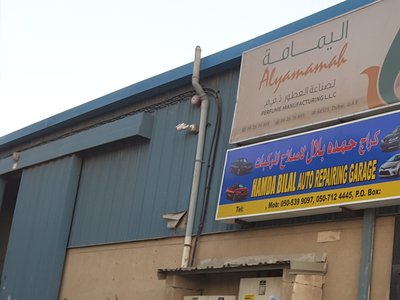 اليمامة
Alyamamah
لصناعة العطور ذ.م.م
PERFUME MANUFACTURING L.L.C
كراج حمده بلال لاصلاح المركبات
HAMDA BILAL AUTO REPAIRING GARAGE
Tel: , Mob: 050-539 9097, 050-712 4445, P.O. Box: